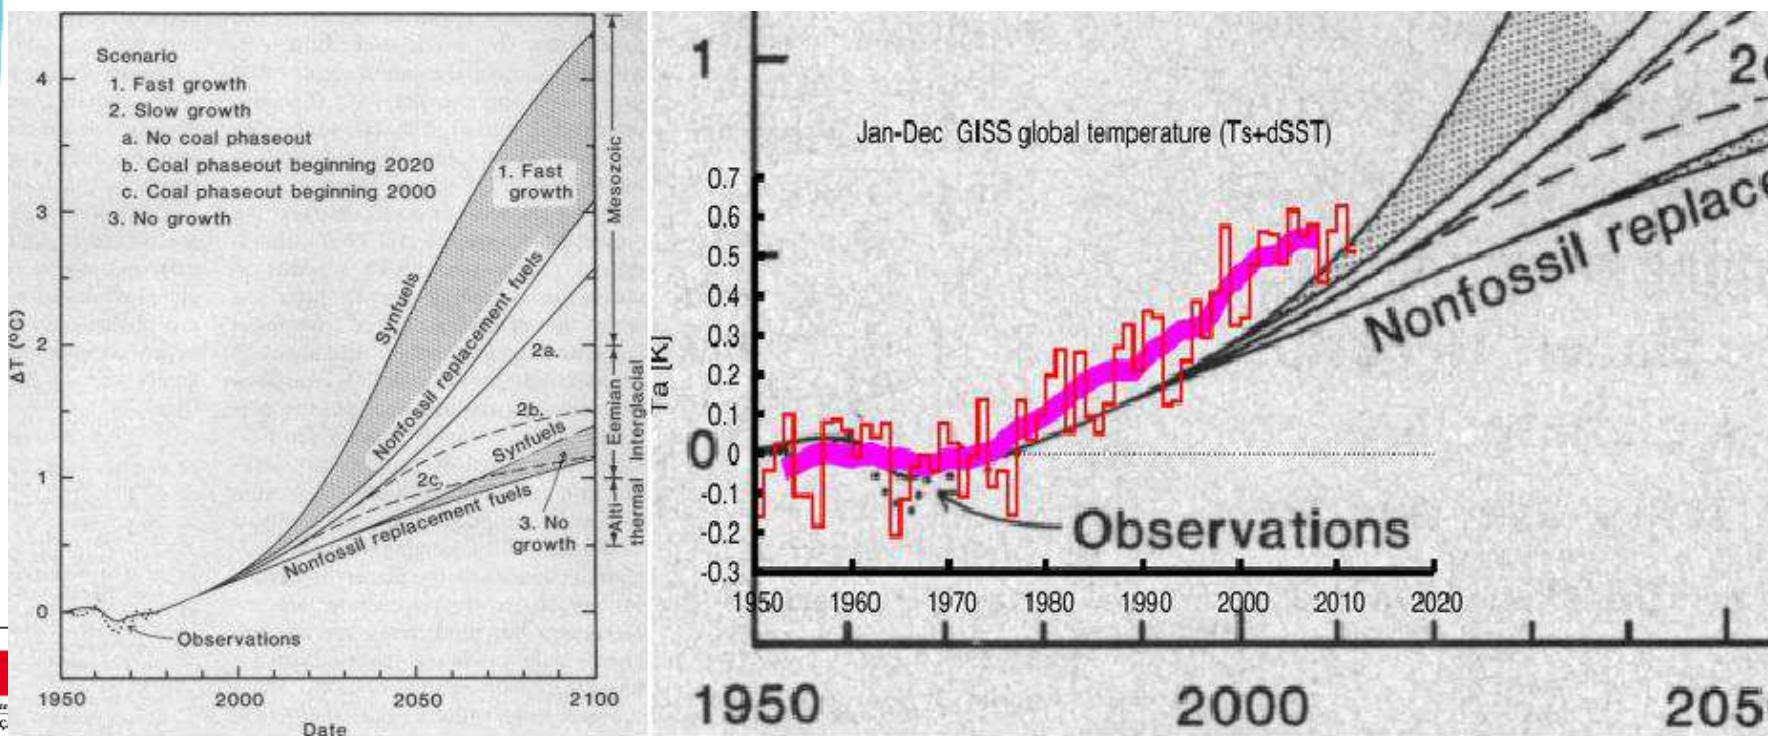 Scenario
1. Fast growth
2. Slow growth
a. No coal phaseout
b. Coal phaseout beginning 2020
c. Coal phaseout beginning 2000
3. No growth
4
3
2
1
0
ΔT (°C)
1. Fast
growth
Synfuels
Nonfossil replacement fuels
2a.
2b.
Synfuels
2c.
3. No
growth
Nonfossil replacement fuels
Observations
Mesozoic
Eemian
Interglacial
Alti-
thermal
1950
2000
2050
2100
Date
1
0
Jan-Dec GISS global temperature (Ts+dSST)
0.7
0.6
0.5
0.4
0.3
0.2
0.1
0
-0.1
-0.2
-0.3
Ta [K]
Nonfossil replace
Observations
1950
1960
1970
1980
1990
2000
2010
2020
1950
2000
205